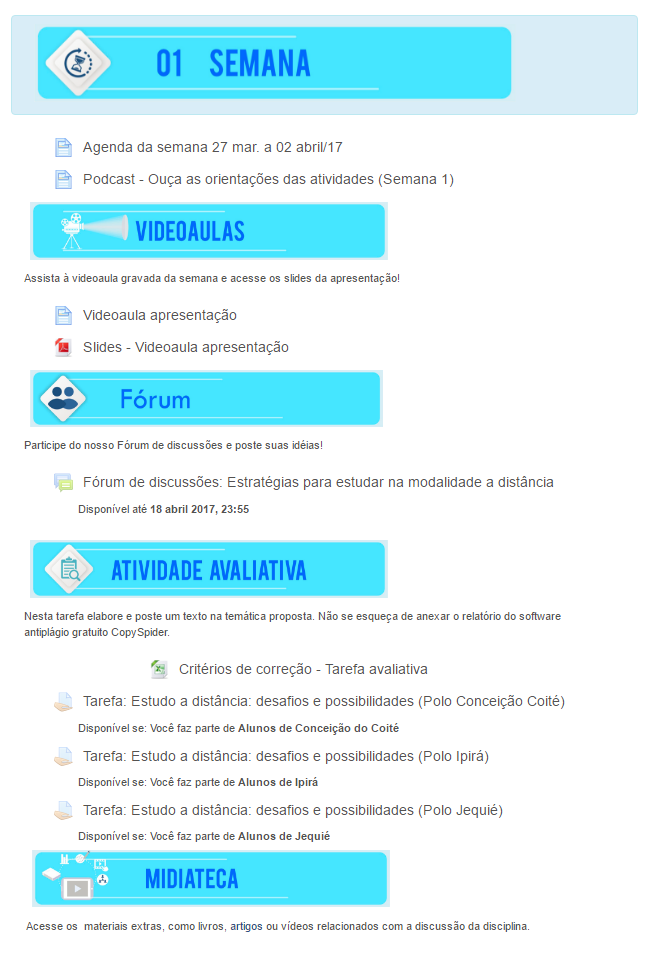 01 SEMANA
Agenda da semana 27 mar. a 02 abril/17
Podcast - Ouça as orientações das atividades (Semana 1)
VIDEOAULAS
Assista à videoaula gravada da semana e acesse os slides da apresentação!
Videoaula apresentação
Slides - Videoaula apresentação
Fórum
Participe do nosso Fórum de discussões e poste suas idéias!
Fórum de discussões: Estratégias para estudar na modalidade a distância
Disponível até 18 abril 2017, 23:55
ATIVIDADE AVALIATIVA
Nesta tarefa elabore e poste um texto na temática proposta. Não se esqueça de anexar o relatório do software
antiplágio gratuito CopySpider.
Critérios de correção - Tarefa avaliativa
Tarefa: Estudo a distância: desafios e possibilidades (Polo Conceição Coité)
Disponível se: Você faz parte de Alunos de Conceição do Coité
Tarefa: Estudo a distância: desafios e possibilidades (Polo Ipirá)
Disponível se: Você faz parte de Alunos de Ipirá
Tarefa: Estudo a distância: desafios e possibilidades (Polo Jequié)
Disponível se: Você faz parte de Alunos de Jequié
MIDIATECA
Acesse os  materiais extras, como livros, artigos ou vídeos relacionados com a discussão da disciplina.